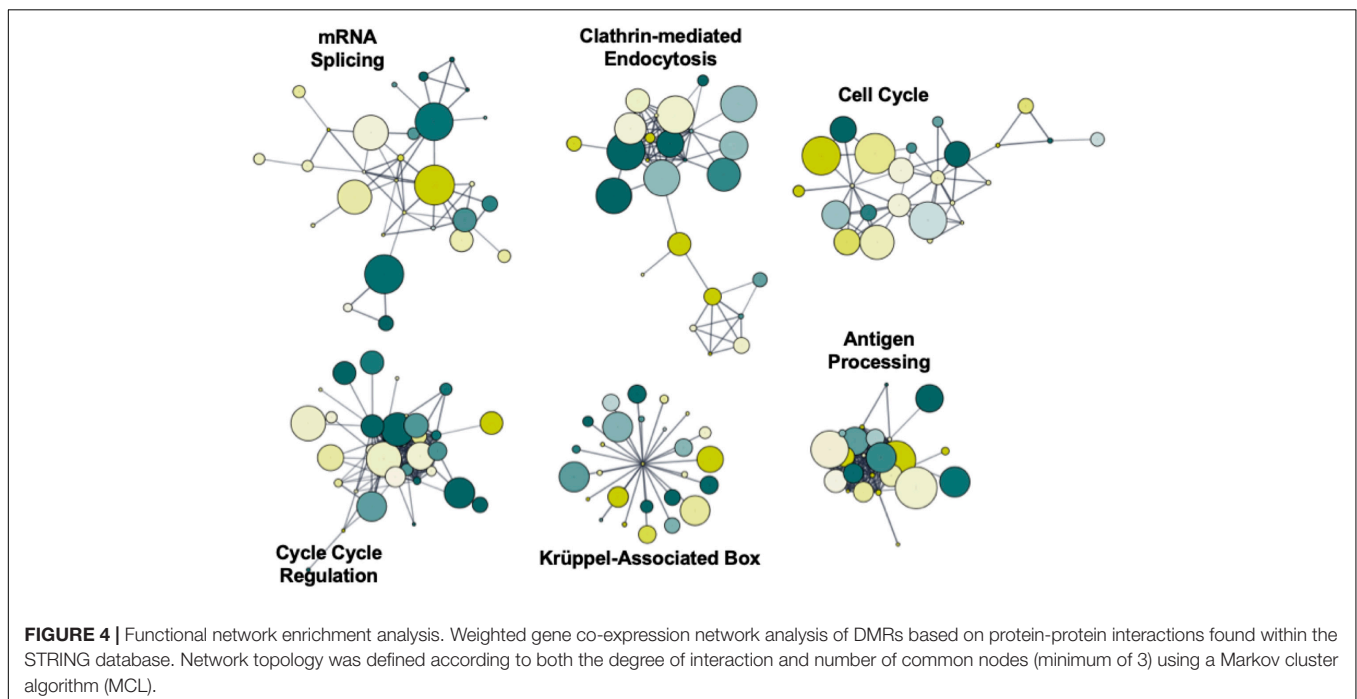 mRNA
Splicing
Clathrin-mediated
Endocytosis
Cell Cycle
Antigen
Processing
Cycle Cycle
Regulation
Krüppel-Associated Box
FIGURE 4 | Functional network enrichment analysis. Weighted gene co-expression network analysis of DMRs based on protein-protein interactions found within the
STRING database. Network topology was defined according to both the degree of interaction and number of common nodes (minimum of 3) using a Markov cluster
algorithm (MCL).